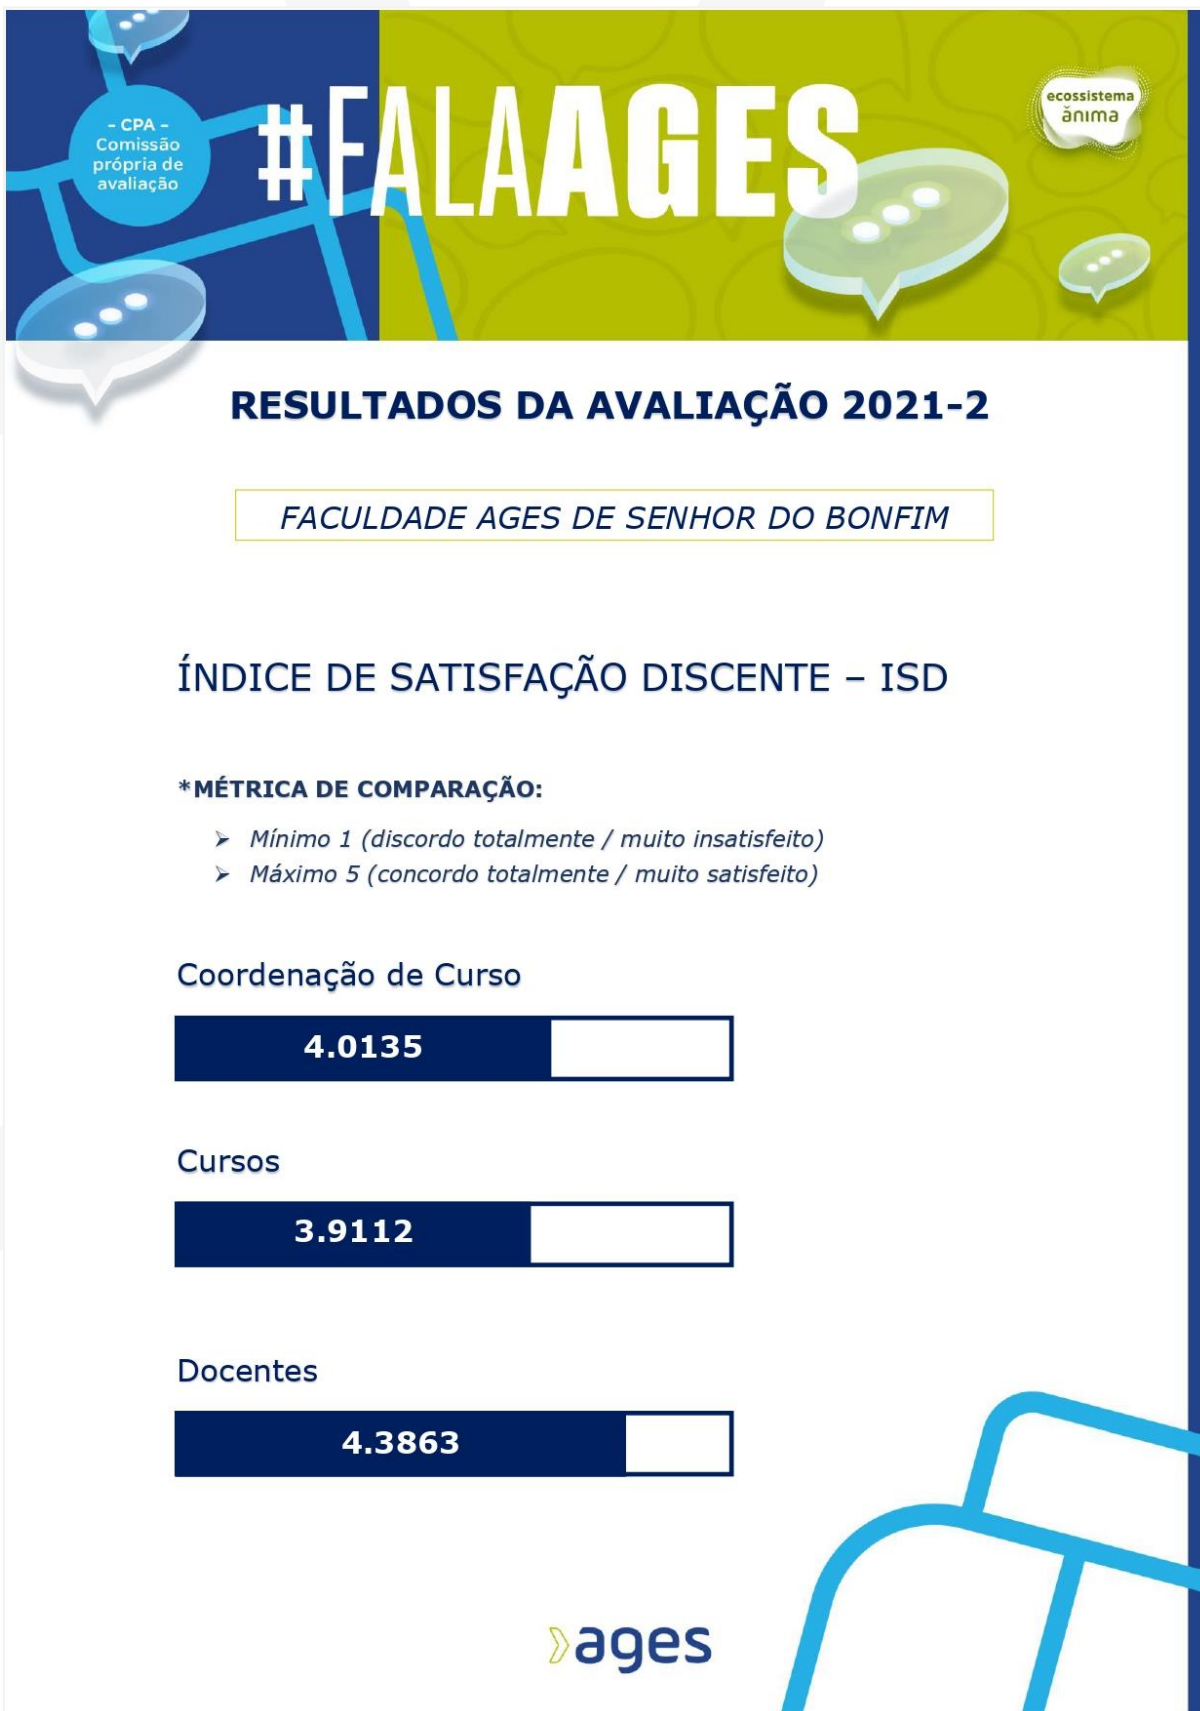 - CPA -
Comissão
própria de
avaliação
#FALAAGES
ecossistema
ănıma
RESULTADOS DA AVALIAÇÃO 2021-2
FACULDADE AGES DE SENHOR DO BONFIM
ÍNDICE DE SATISFAÇÃO DISCENTE – ISD
*MÉTRICA DE COMPARAÇÃO:
➢ Mínimo 1 (discordo totalmente / muito insatisfeito)
➢ Máximo 5 (concordo totalmente / muito satisfeito)
Coordenação de Curso
4.0135
Cursos
3.9112
Docentes
4.3863
ages